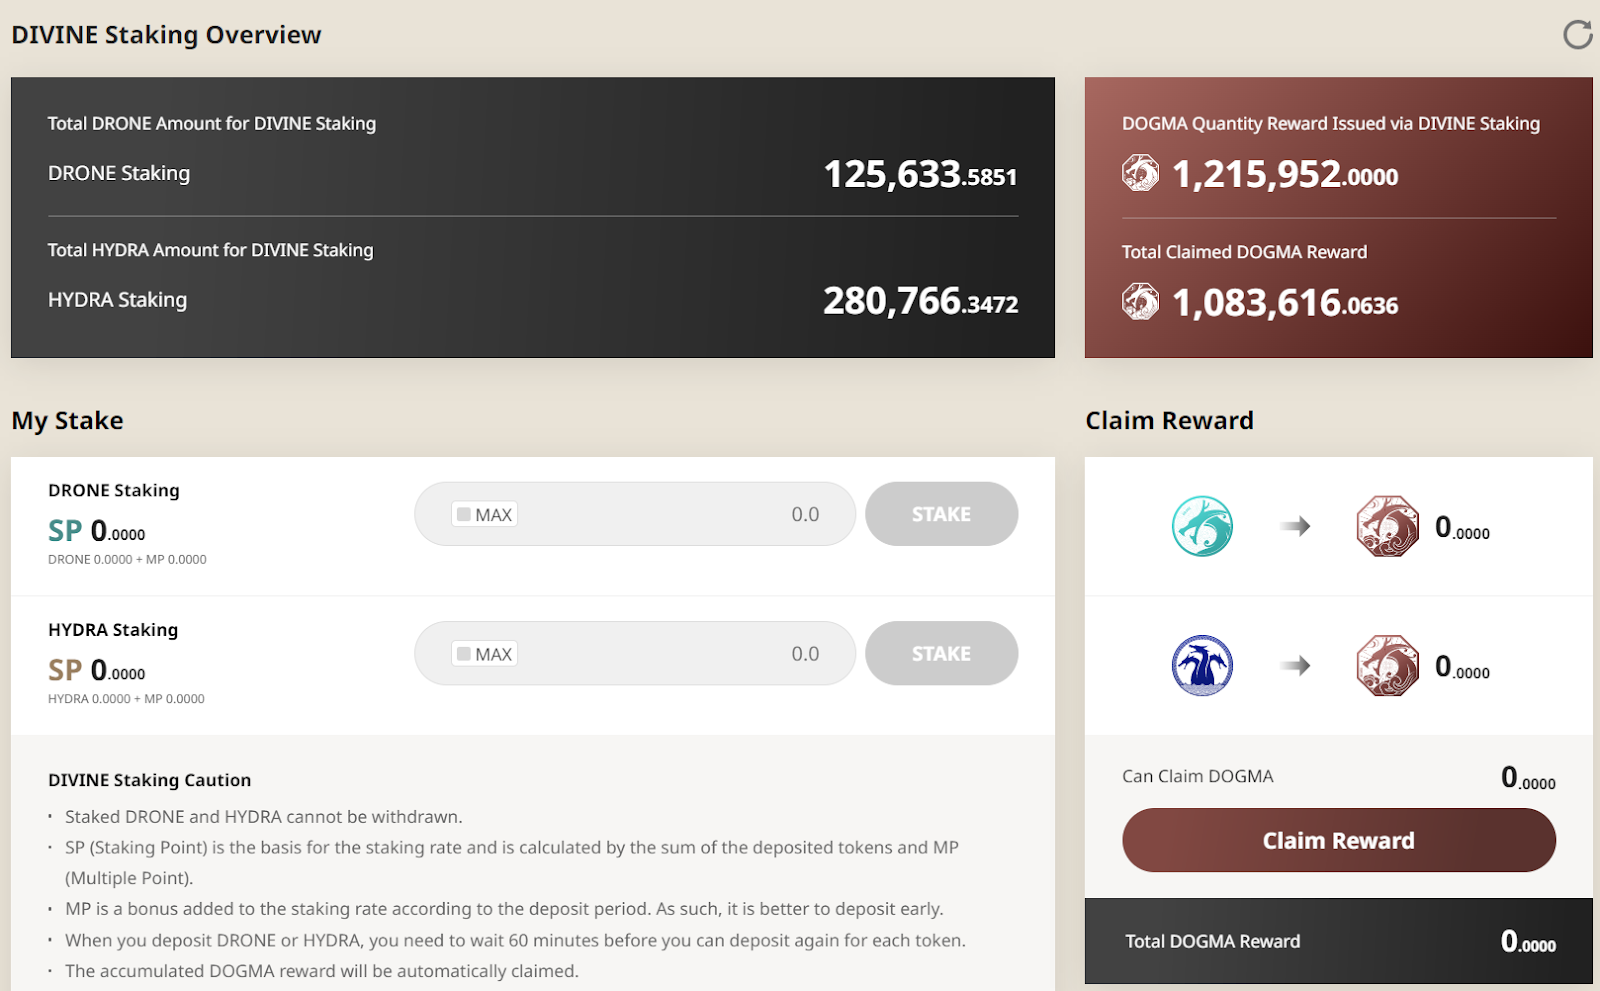 DIVINE Staking Overview
Total DRONE Amount for DIVINE Staking
DRONE Staking
125,633.5851
Total HYDRA Amount for DIVINE Staking
HYDRA Staking
280,766.3472
DOGMA Quantity Reward Issued via DIVINE Staking
1,215,952.0000
Total Claimed DOGMA Reward
1,083,616.0636
My Stake
DRONE Staking
SP 0.0000
DRONE 0.0000 + MP 0.0000
MAX
0.0
STAKE
HYDRA Staking
SP 0.0000
HYDRA 0.0000 + MP 0.0000
MAX
0.0
STAKE
DIVINE Staking Caution
· Staked DRONE and HYDRA cannot be withdrawn.
· SP (Staking Point) is the basis for the staking rate and is calculated by the sum of the deposited tokens and MP
(Multiple Point).
· MP is a bonus added to the staking rate according to the deposit period. As such, it is better to deposit early.
· When you deposit DRONE or HYDRA, you need to wait 60 minutes before you can deposit again for each token.
· The accumulated DOGMA reward will be automatically claimed.
Claim Reward
0.0000
0.0000
Can Claim DOGMA
0.0000
Claim Reward
Total DOGMA Reward
0.0000